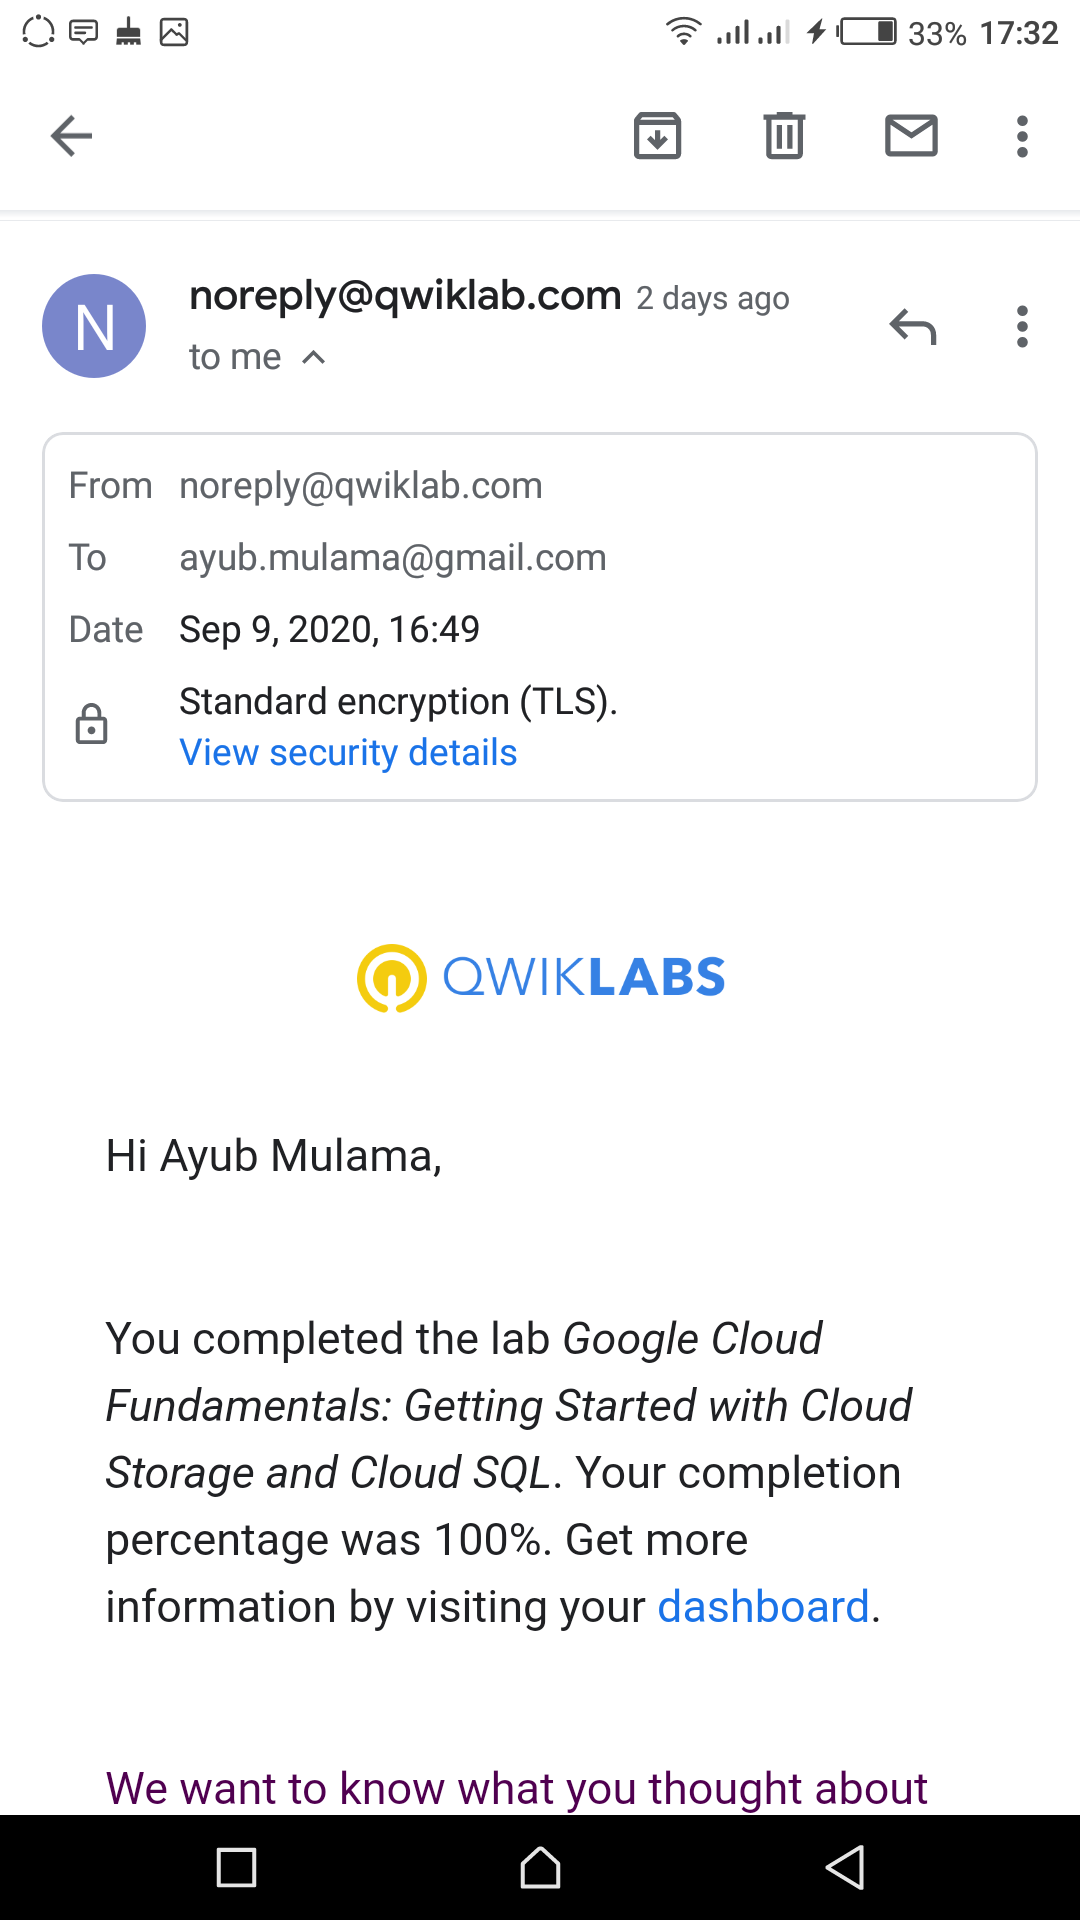 33% 17:32
N
noreply@qwiklab.com 2 days ago
to me
From noreply@qwiklab.com
To ayub.mulama@gmail.com
Date Sep 9, 2020, 16:49
Standard encryption (TLS).
View security details
QWIKLABS
Hi Ayub Mulama,
You completed the lab Google Cloud
Fundamentals: Getting Started with Cloud
Storage and Cloud SQL. Your completion
percentage was 100%. Get more
information by visiting your dashboard.
We want to know what you thought about